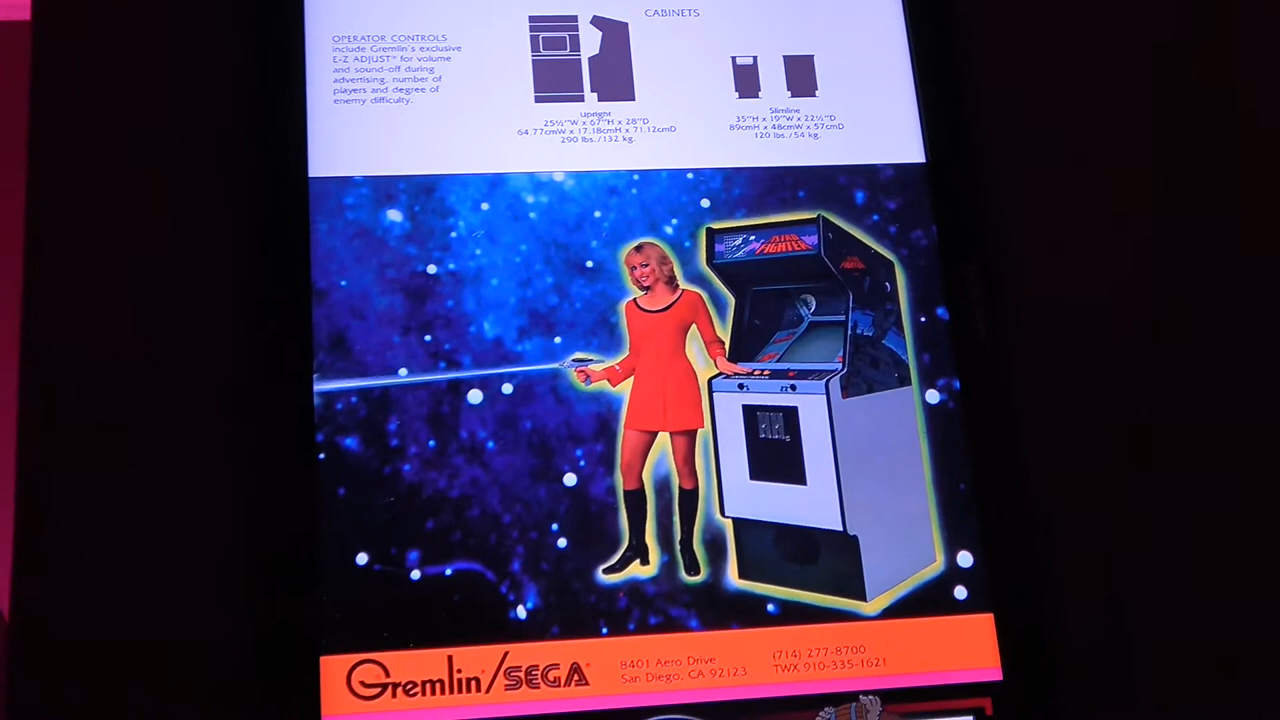 CABINETS
OPERATOR CONTROLS
include Gremlin's exclusive
E-Z ADJUST™ for volume
and sound-off during
advertising, number of
players and degree of
enemy difficulty.
Upright
25½"W x 67"H x 28"D
64.77cmW x 17.18cmH x 71.12cmD
290 lbs./132 kg.
Slimline
35"H x 19"W x 22½"D
89cmH x 48cmW x 57cmD
120 lbs./54 kg.
FIGHTER
Gremlin/SEGA®
8401 Aero Drive
San Diego, CA 92123
(714) 277-8700
TWX 910-335-1621